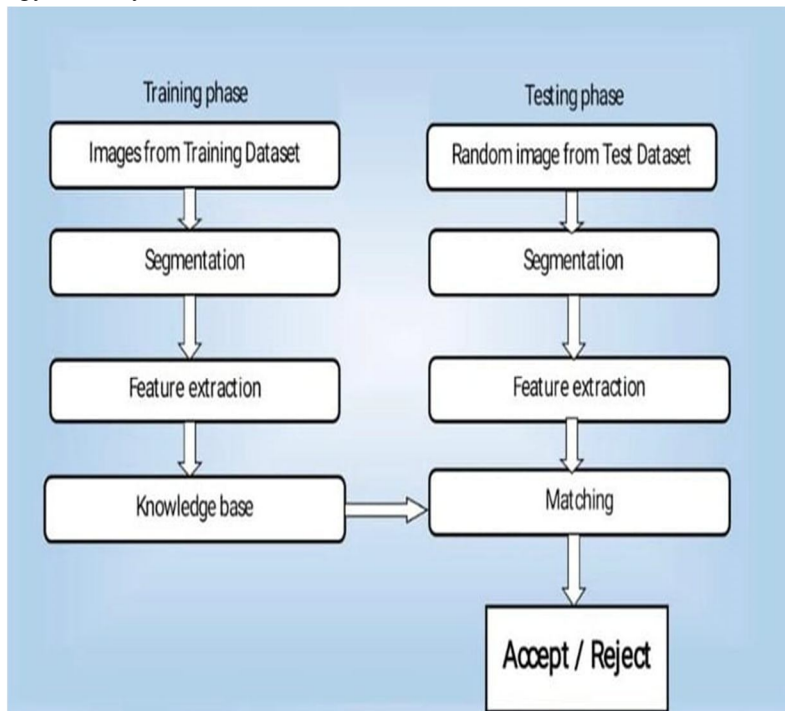 Training phase
Images from Training Dataset
Segmentation
Feature extraction
Knowledge base
Testing phase
Random image from Test Dataset
Segmentation
Feature extraction
Matching
Accept / Reject